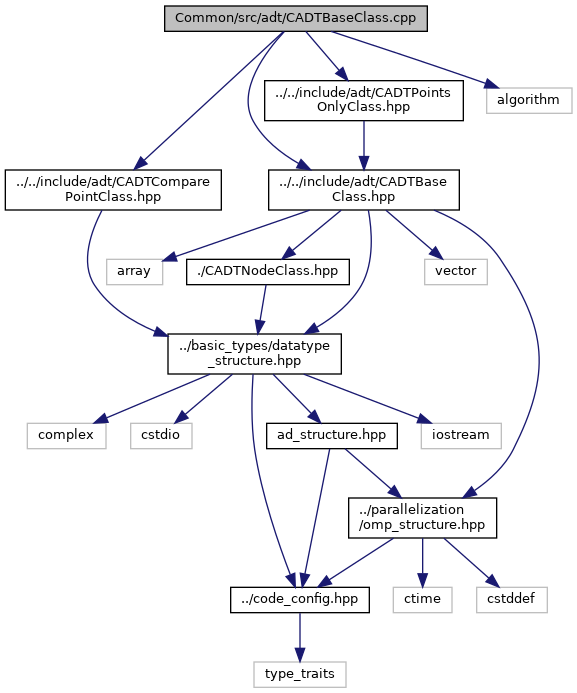 Common/src/adt/CADTBaseClass.cpp
../../include/adt/CADTPoints
OnlyClass.hpp
algorithm
../../include/adt/CADTCompare
PointClass.hpp
../../include/adt/CADTBase
Class.hpp
array
./CADTNodeClass.hpp
vector
../basic_types/datatype
_structure.hpp
complex
cstdio
ad_structure.hpp
iostream
../parallelization
/omp_structure.hpp
../code_config.hpp
ctime
cstddef
type_traits